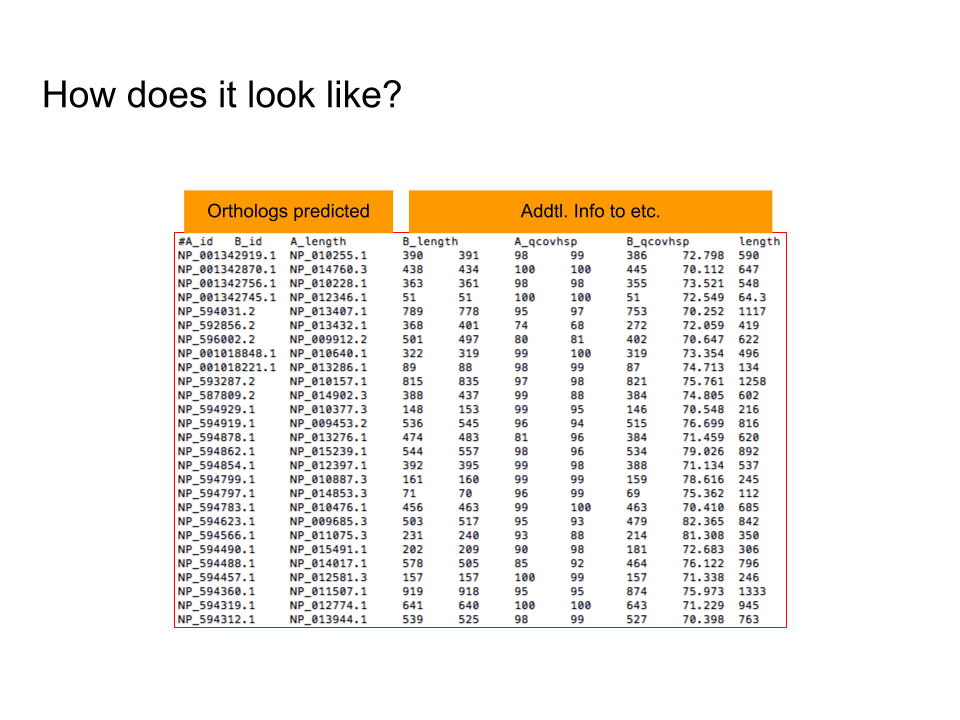 How does it look like?
Orthologs predicted Addtl. Info to etc.
#A_id B_id A_length B_length A_qcovhsp B_qcovhsp length
NP_001342919.1 NP_010255.1 390 391 98 99 386 72.798 590
NP_001342870.1 NP_014760.3 438 434 100 100 445 70.112 647
NP_001342756.1 NP_010228.1 363 361 98 98 355 73.521 548
NP_001342745.1 NP_012346.1 51 51 100 100 51 72.549 64.3
NP_594031.2 NP_013407.1 789 778 95 97 753 70.252 1117
NP_592856.2 NP_013432.1 368 401 74 68 272 72.059 419
NP_596002.2 NP_009912.2 501 497 80 81 402 70.647 622
NP_001018848.1 NP_010640.1 322 319 99 100 319 73.354 496
NP_001018221.1 NP_013286.1 89 88 98 99 87 74.713 134
NP_593287.2 NP_010157.1 815 835 97 98 821 75.761 1258
NP_587809.2 NP_014902.3 388 437 99 88 384 74.805 602
NP_594929.1 NP_010377.3 148 153 99 95 146 70.548 216
NP_594919.1 NP_009453.2 536 545 96 94 515 76.699 816
NP_594878.1 NP_013276.1 474 483 81 96 384 71.459 620
NP_594862.1 NP_015239.1 544 557 98 96 534 79.026 892
NP_594854.1 NP_012397.1 392 395 99 98 388 71.134 537
NP_594799.1 NP_010887.3 161 160 99 99 159 78.616 245
NP_594797.1 NP_014853.3 71 70 96 99 69 75.362 112
NP_594783.1 NP_010476.1 456 463 99 100 463 70.410 685
NP_594623.1 NP_009685.3 503 517 95 93 479 82.365 842
NP_594566.1 NP_011075.3 231 240 93 88 214 81.308 350
NP_594490.1 NP_015491.1 202 209 90 98 181 72.683 306
NP_594488.1 NP_014017.1 578 505 85 92 464 76.122 796
NP_594457.1 NP_012581.3 157 157 100 99 157 71.338 246
NP_594360.1 NP_011507.1 919 918 95 95 874 75.973 1333
NP_594319.1 NP_012774.1 641 640 100 100 643 71.229 945
NP_594312.1 NP_013944.1 539 525 98 99 527 70.398 763